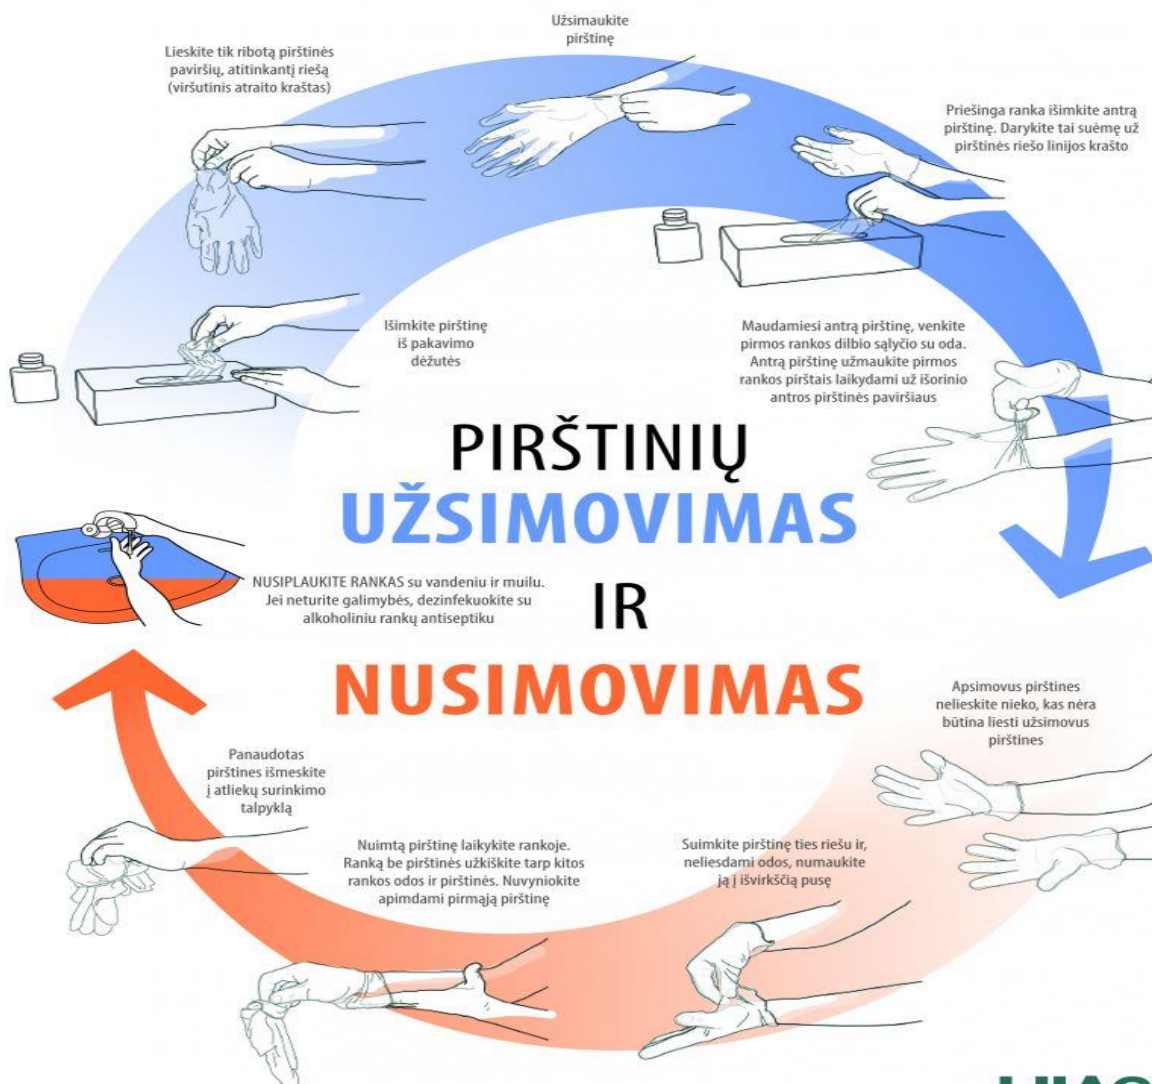 Užsimaukite
pirštinę
Lieskite tik ribotą pirštinės
paviršių, atitinkantį riešą
(viršutinis atraito kraštas)
Priešinga ranka išimkite antrą
pirštinę. Darykite tai suėmę už
pirštinės riešo linijos krašto
Išimkite pirštinę
iš pakavimo
dėžutės
Maudamiesi antrą pirštinę, venkite
pirmos rankos dilbio sąlyčio su oda.
Antrą pirštinę užmaukite pirmos
rankos pirštais laikydami už išorinio
antros pirštinės paviršiaus
PIRŠTINIŲ
UŽSIMOVIMAS
IR
NUSIMOVIMAS
NUSIPLAUKITE RANKAS su vandeniu ir muilu.
Jei neturite galimybės, dezinfekuokite su
alkoholiniu rankų antiseptiku
Apsimovus pirštines
nelieskite nieko, kas nėra
būtina liesti užsimovus
pirštines
Panaudotas
pirštines išmeskite
į atliekų surinkimo
talpyklą
Nuimtą pirštinę laikykite rankoje.
Ranką be pirštinės užkiškite tarp kitos
rankos odos ir pirštinės. Nuvyniokite
apimdami pirmąją pirštinę
Suimkite pirštinę ties riešu ir,
neliesdami odos, numaukite
ją į išvirkščią pusę